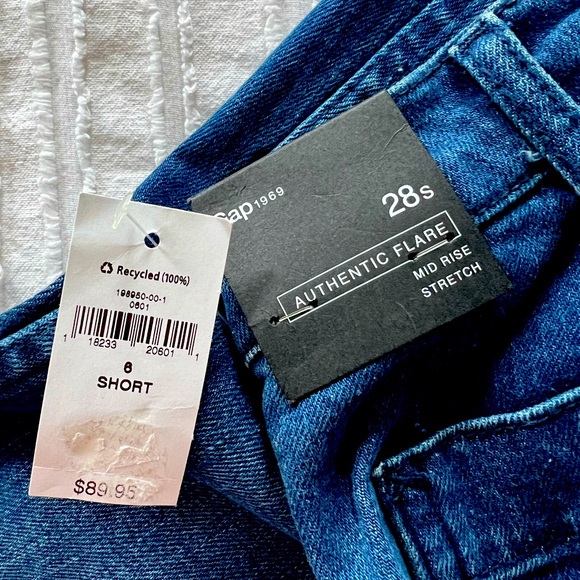 Gap 1969
28s
AUTHENTIC FLARE
MID RISE
STRETCH
Recycled (100%)
198950-00-1
0601
1 18233 20601 1
6
SHORT
$89.95